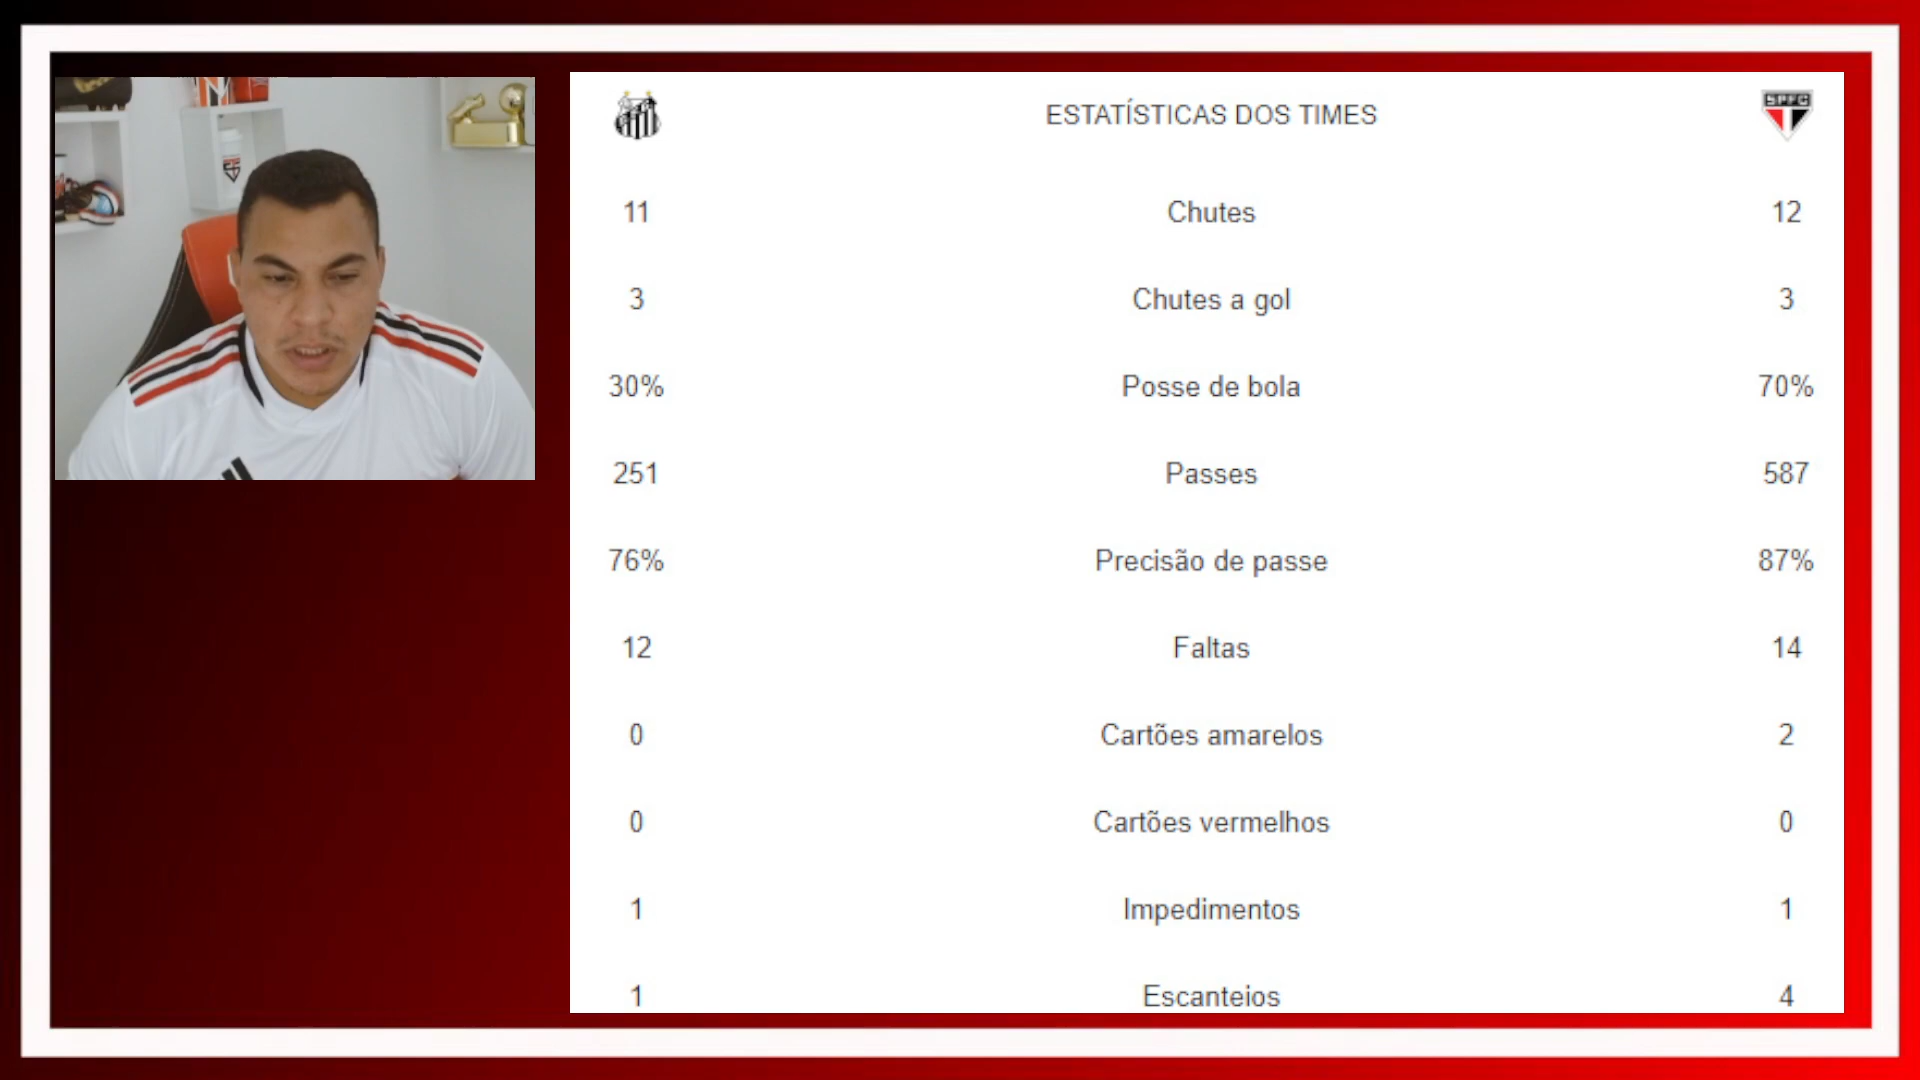 ESTATÍSTICAS DOS TIMES
SPFC
11 Chutes 12
3 Chutes a gol 3
30% Posse de bola 70%
251 Passes 587
76% Precisão de passe 87%
12 Faltas 14
0 Cartões amarelos 2
0 Cartões vermelhos 0
1 Impedimentos 1
1 Escanteios 4